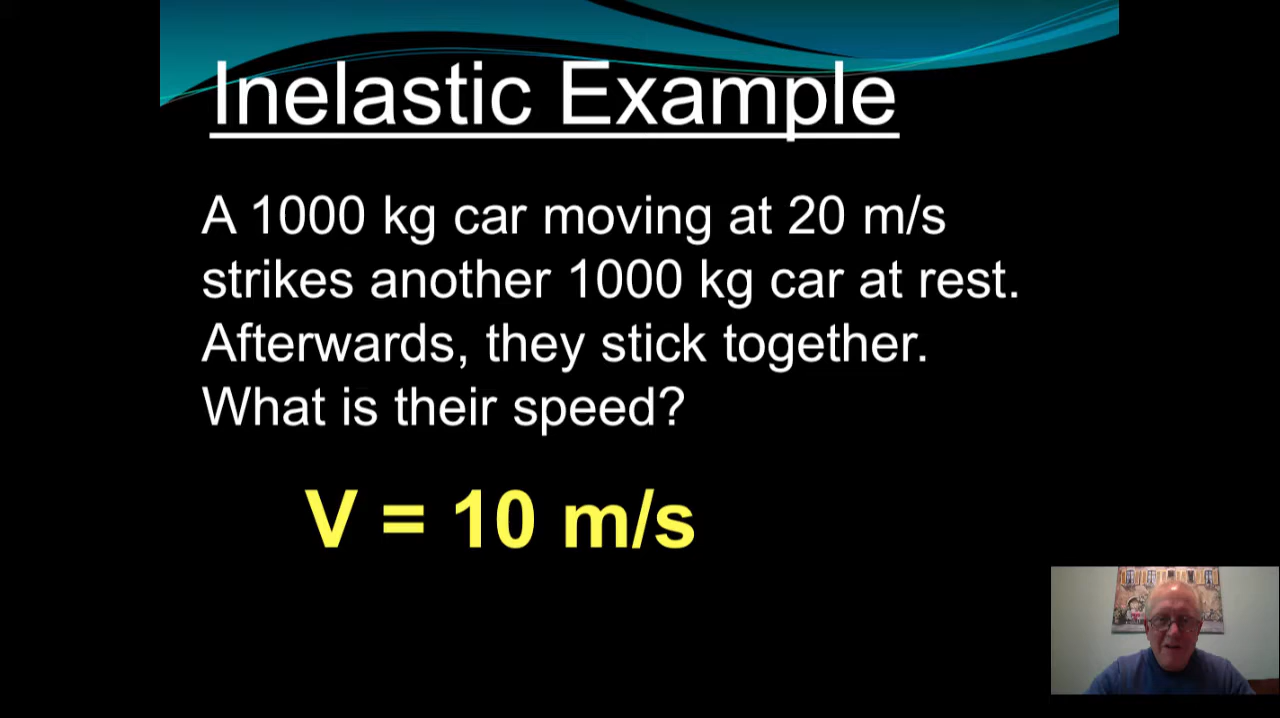 Inelastic Example
A 1000 kg car moving at 20 m/s
strikes another 1000 kg car at rest.
Afterwards, they stick together.
What is their speed?
V = 10 m/s